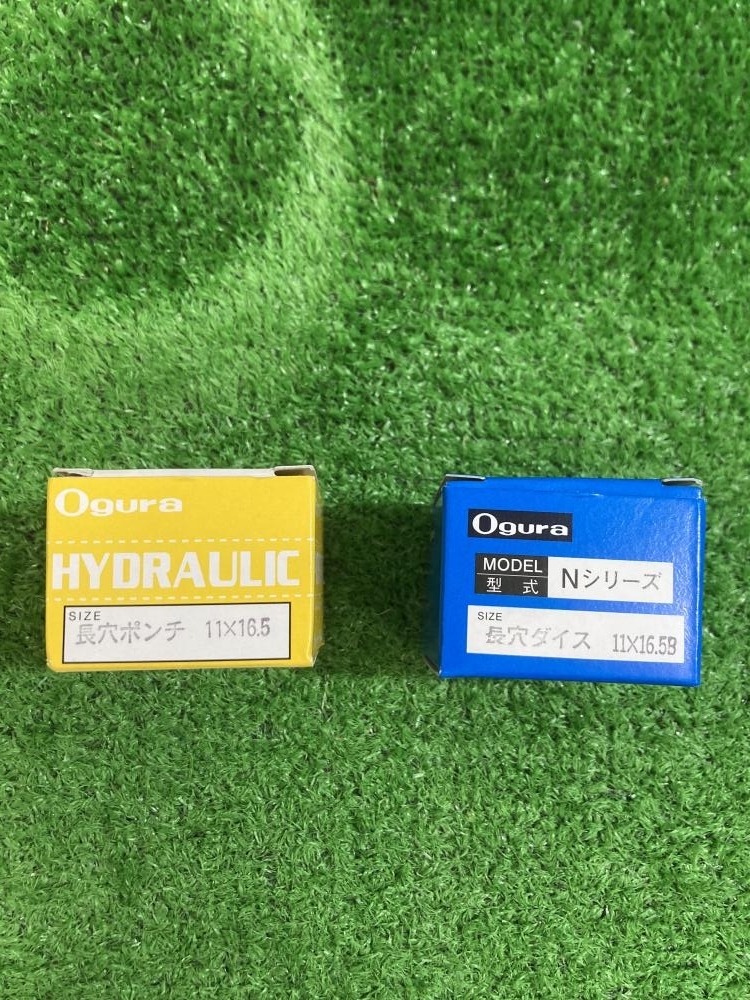 Ogura
HYDRAULIC
SIZE
長穴ポンチ 11×16.5
Ogura
MODEL
型 式
Nシリーズ
SIZE
長穴ダイス 11×16.5B